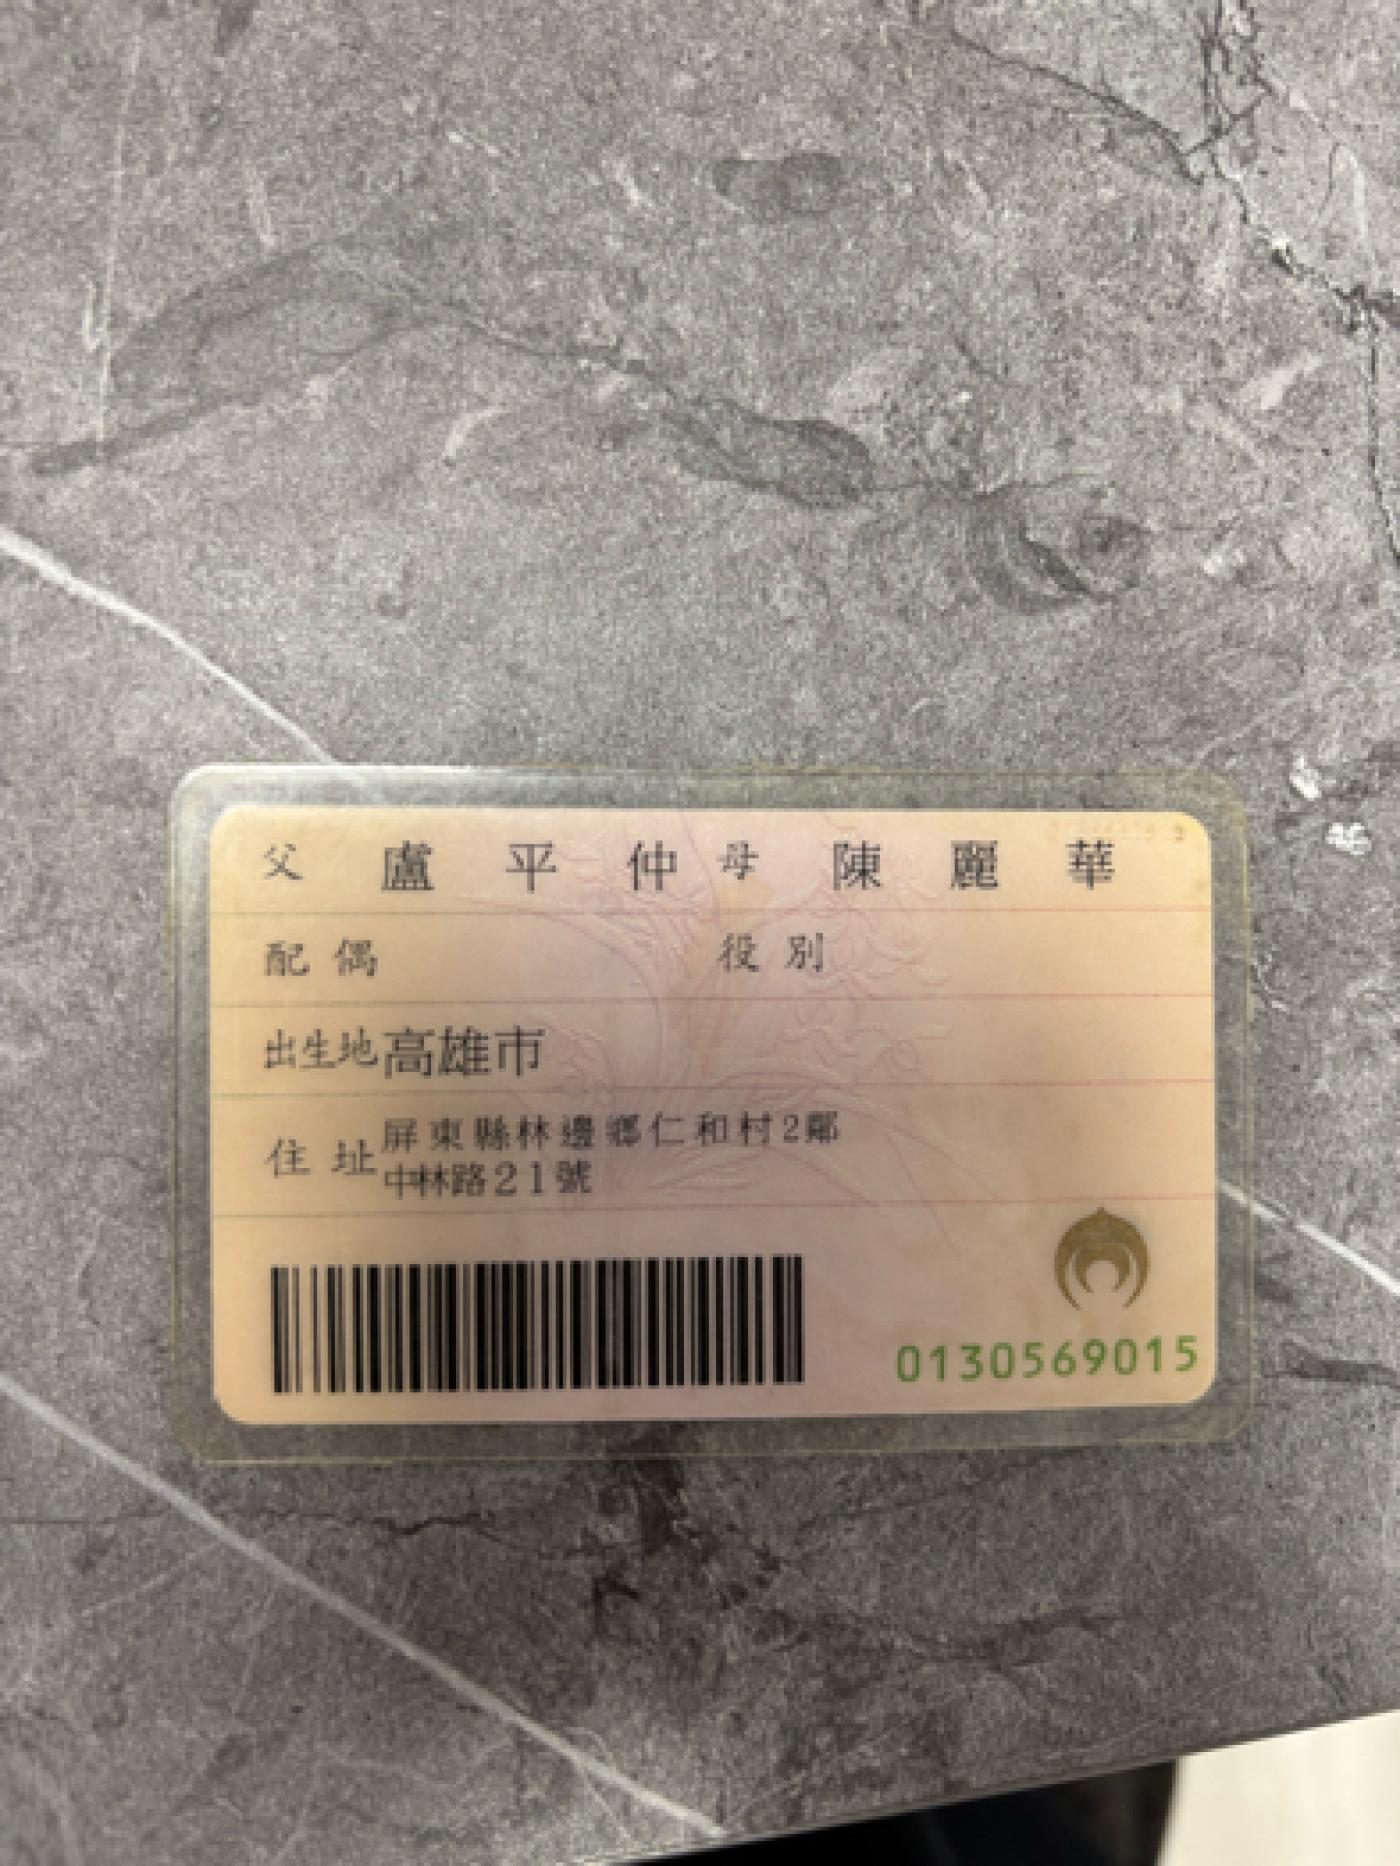 父 盧平仲 母 陳麗華
配偶 役別
出生地 高雄市
住址 屏東縣林邊鄉仁和村2鄰
中林路21號
0130569015